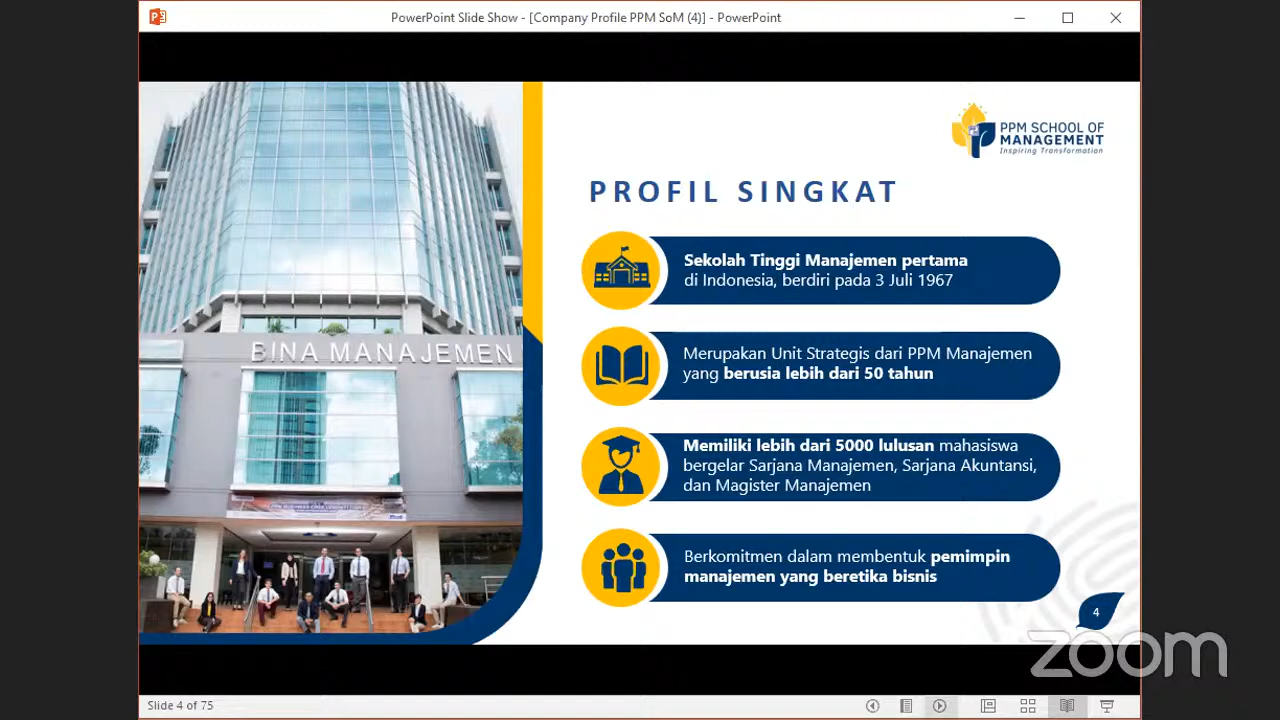 PowerPoint Slide Show - [Company Profile PPM SoM (4)] - PowerPoint
PPM SCHOOL OF
MANAGEMENT
Inspiring Transformation
PROFIL SINGKAT
Sekolah Tinggi Manajemen pertama
di Indonesia, berdiri pada 3 Juli 1967
Merupakan Unit Strategis dari PPM Manajemen
yang berusia lebih dari 50 tahun
Memiliki lebih dari 5000 lulusan mahasiswa
bergelar Sarjana Manajemen, Sarjana Akuntansi,
dan Magister Manajemen
Berkomitmen dalam membentuk pemimpin
manajemen yang beretika bisnis
BINA MANAJEMEN
4
zoom
Slide 4 of 75